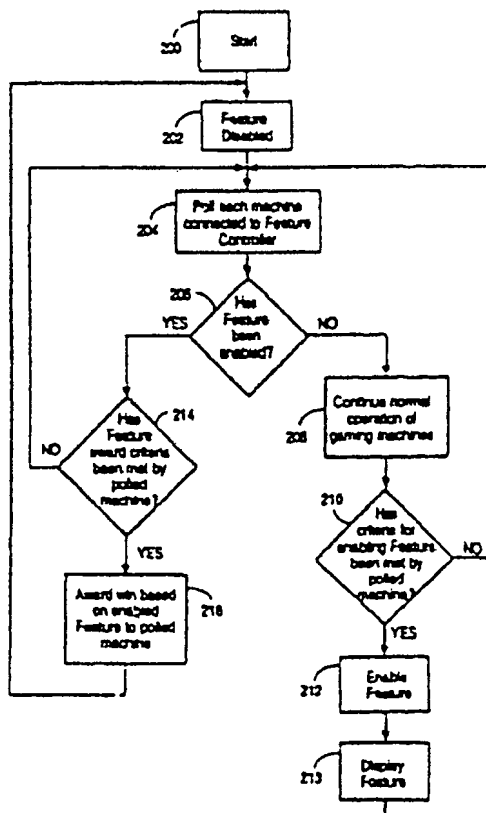 200
Start
202
Feature
Disabled
204
Poll each machine
connected to Feature
Controller
206
Has
Feature
been
enabled?
YES
NO
214
Has
Feature
award criteria
been met by
polled
machine?
NO
YES
208
Continue normal
operation of
gaming machines
210
Has
criteria for
enabling Feature
been met by
polled
machine?
NO
YES
216
Award win based
on enabled
Feature to polled
machine
212
Enable
Feature
213
Display
Feature